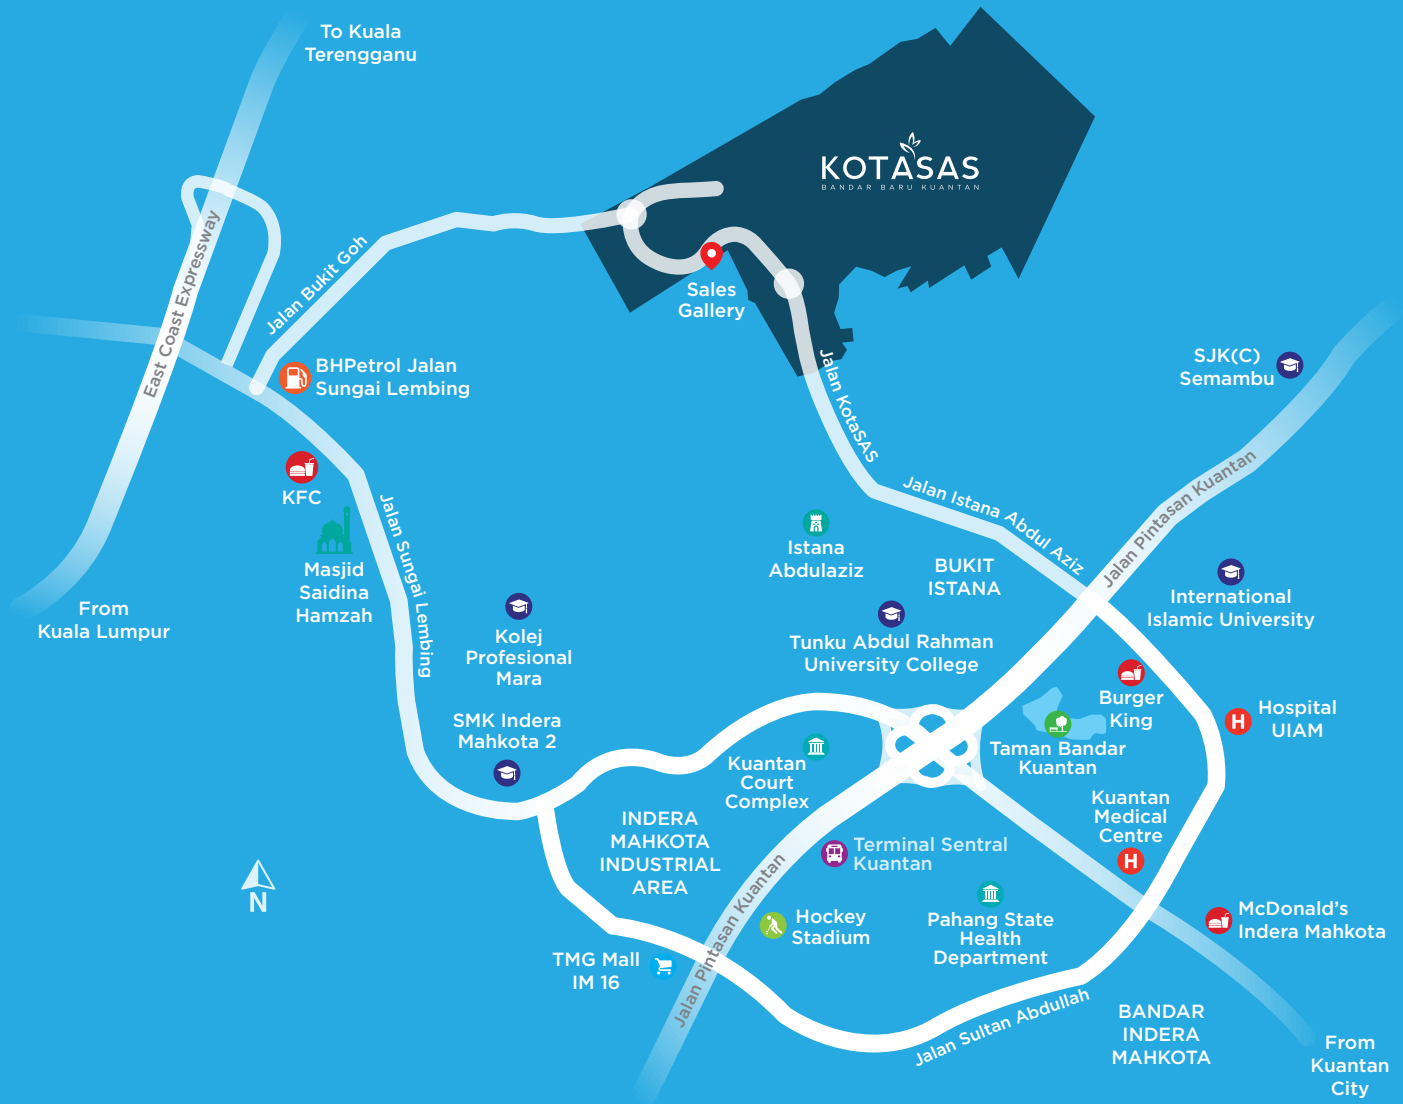 To Kuala
Terengganu
KOTASAS
BANDAR BARU KUANTAN
East Coast Expressway
Jalan Bukit Goh
Sales
Gallery
BHPetrol Jalan
Sungai Lembing
Jalan KotaSAS
SJK(C)
Semambu
KFC
Jalan Sungai Lembing
Jalan Istana Abdul Aziz
Jalan Pintasan Kuantan
Istana
Abdulaziz
BUKIT
ISTANA
Masjid
Saidina
Hamzah
From
Kuala Lumpur
International
Islamic University
Kolej
Profesional
Mara
Tunku Abdul Rahman
University College
Burger
King
Hospital
UIAM
H
SMK Indera
Mahkota 2
Taman Bandar
Kuantan
Kuantan
Court
Complex
Kuantan
Medical
Centre
H
INDERA
MAHKOTA
INDUSTRIAL
AREA
Terminal Sentral
Kuantan
N
Jalan Pintasan Kuantan
Hockey
Stadium
Pahang State
Health
Department
McDonald's
Indera Mahkota
TMG Mall
IM 16
Jalan Sultan Abdullah
BANDAR
INDERA
MAHKOTA
From
Kuantan
City